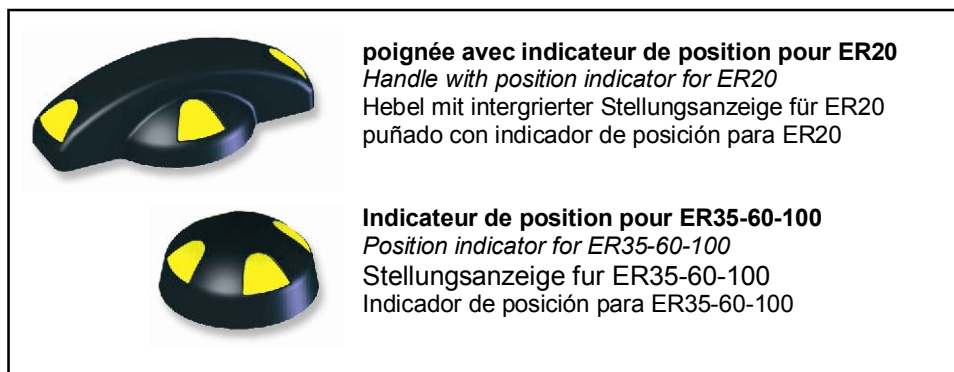 poignée avec indicateur de position pour ER20
Handle with position indicator for ER20
Hebel mit intergrierter Stellungsanzeige für ER20
puñado con indicador de posición para ER20
Indicateur de position pour ER35-60-100
Position indicator for ER35-60-100
Stellungsanzeige fur ER35-60-100
Indicador de posición para ER35-60-100